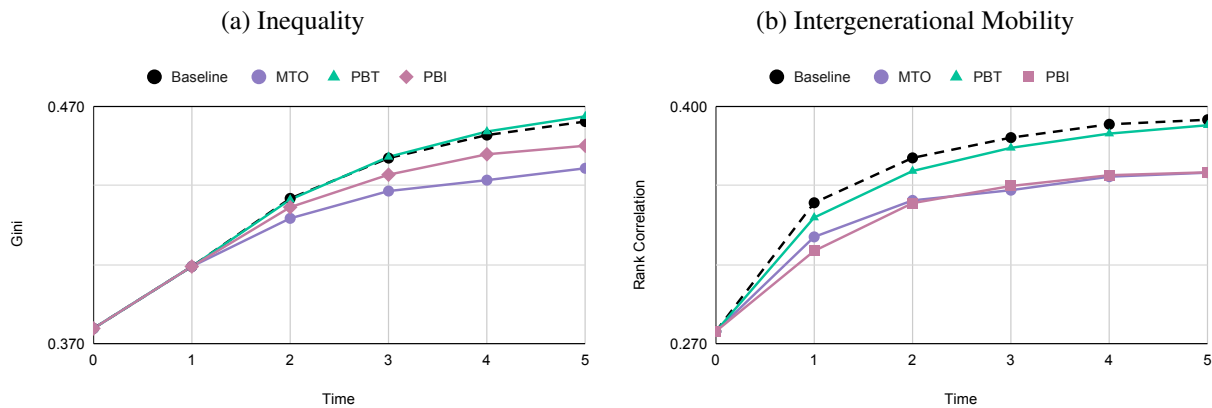 (a) Inequality
Baseline MTO PBT PBI
0.470
0.370
Gini
0 1 2 3 4 5
Time
(b) Intergenerational Mobility
Baseline MTO PBT PBI
0.400
0.270
Rank Correlation
0 1 2 3 4 5
Time